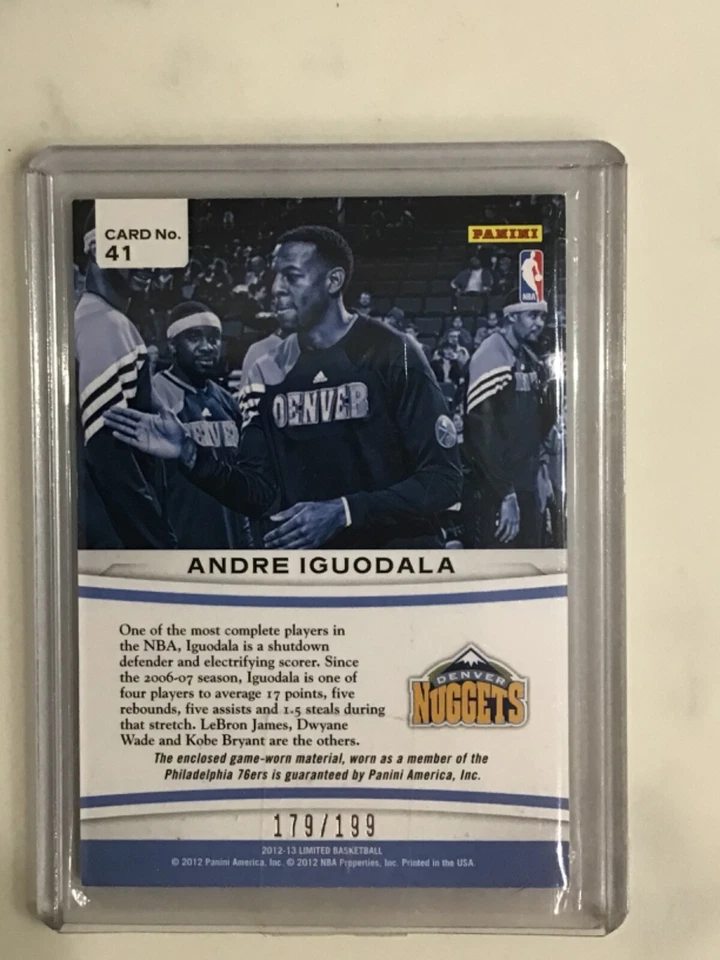 CARD No.
41
PANINI
NBA
DENVER
DENVER
ANDRE IGUODALA
One of the most complete players in
the NBA, Iguodala is a shutdown
defender and electrifying scorer. Since
the 2006-07 season, Iguodala is one of
four players to average 17 points, five
rebounds, five assists and 1.5 steals during
that stretch. LeBron James, Dwyane
Wade and Kobe Bryant are the others.
DENVER
NUGGETS
The enclosed game-worn material, worn as a member of the
Philadelphia 76ers is guaranteed by Panini America, Inc.
179/199
2012-13 LIMITED BASKETBALL
© 2012 Panini America, Inc. © 2012 NBA Properties, Inc. Printed in the USA.